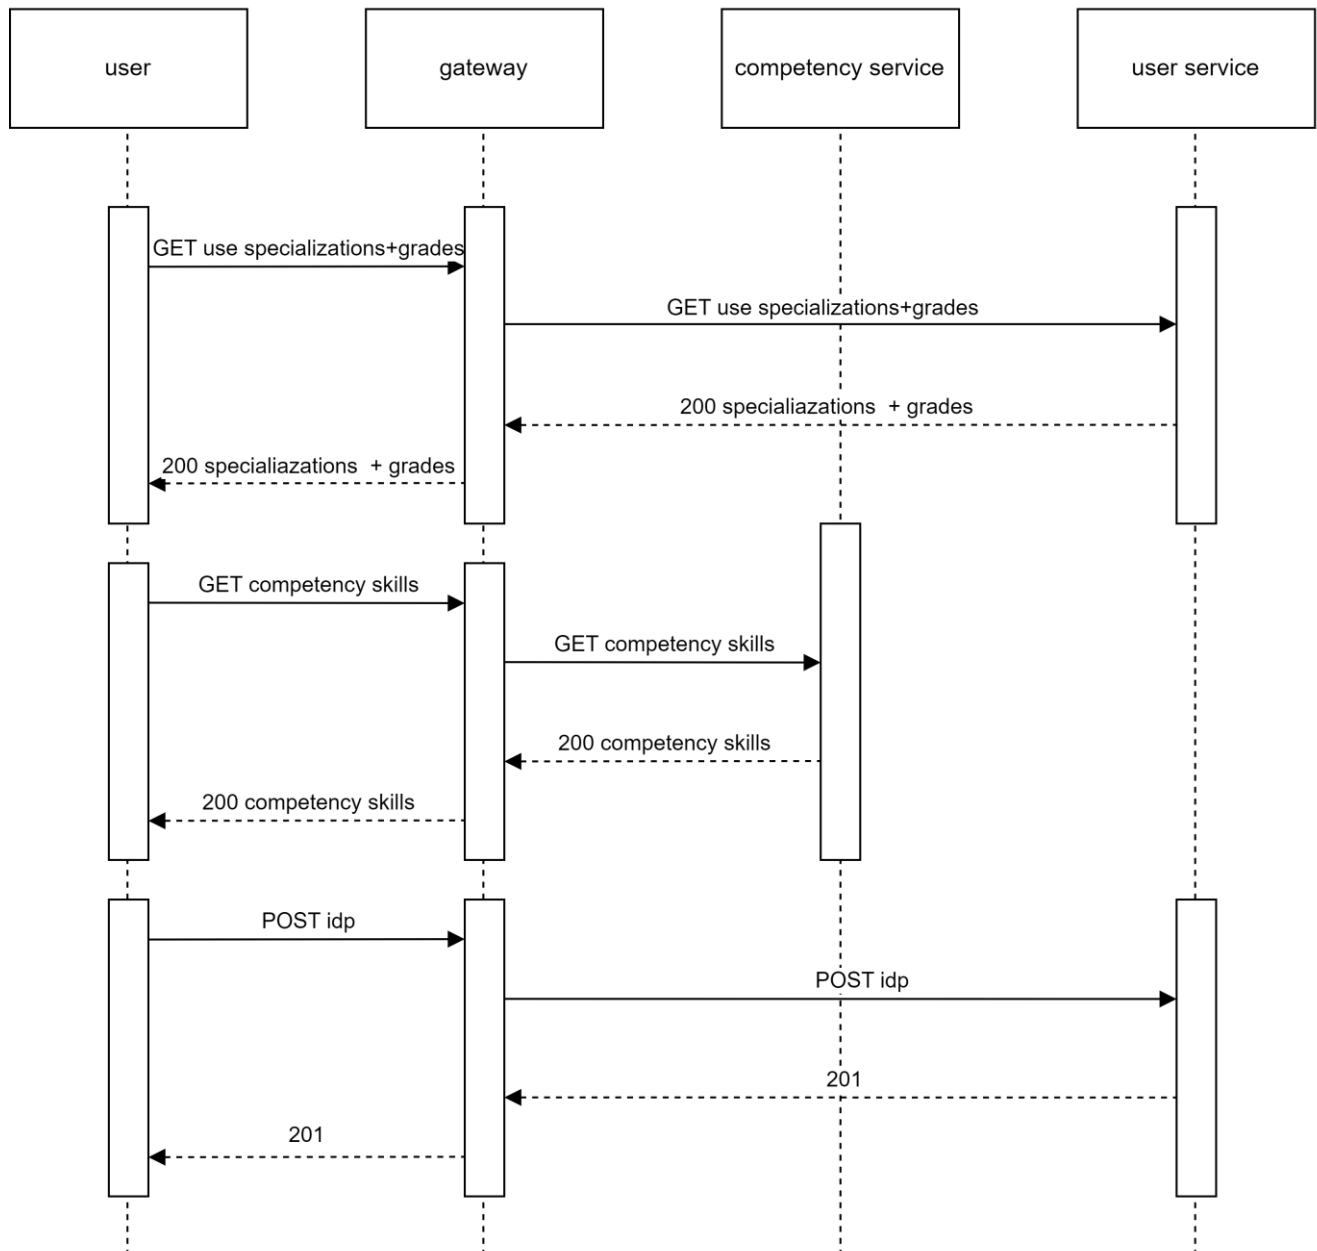 user
gateway
competency service
user service
GET use specializations+grades
GET use specializations+grades
200 specialiazations  + grades
200 specialiazations  + grades
GET competency skills
GET competency skills
200 competency skills
200 competency skills
POST idp
POST idp
201
201